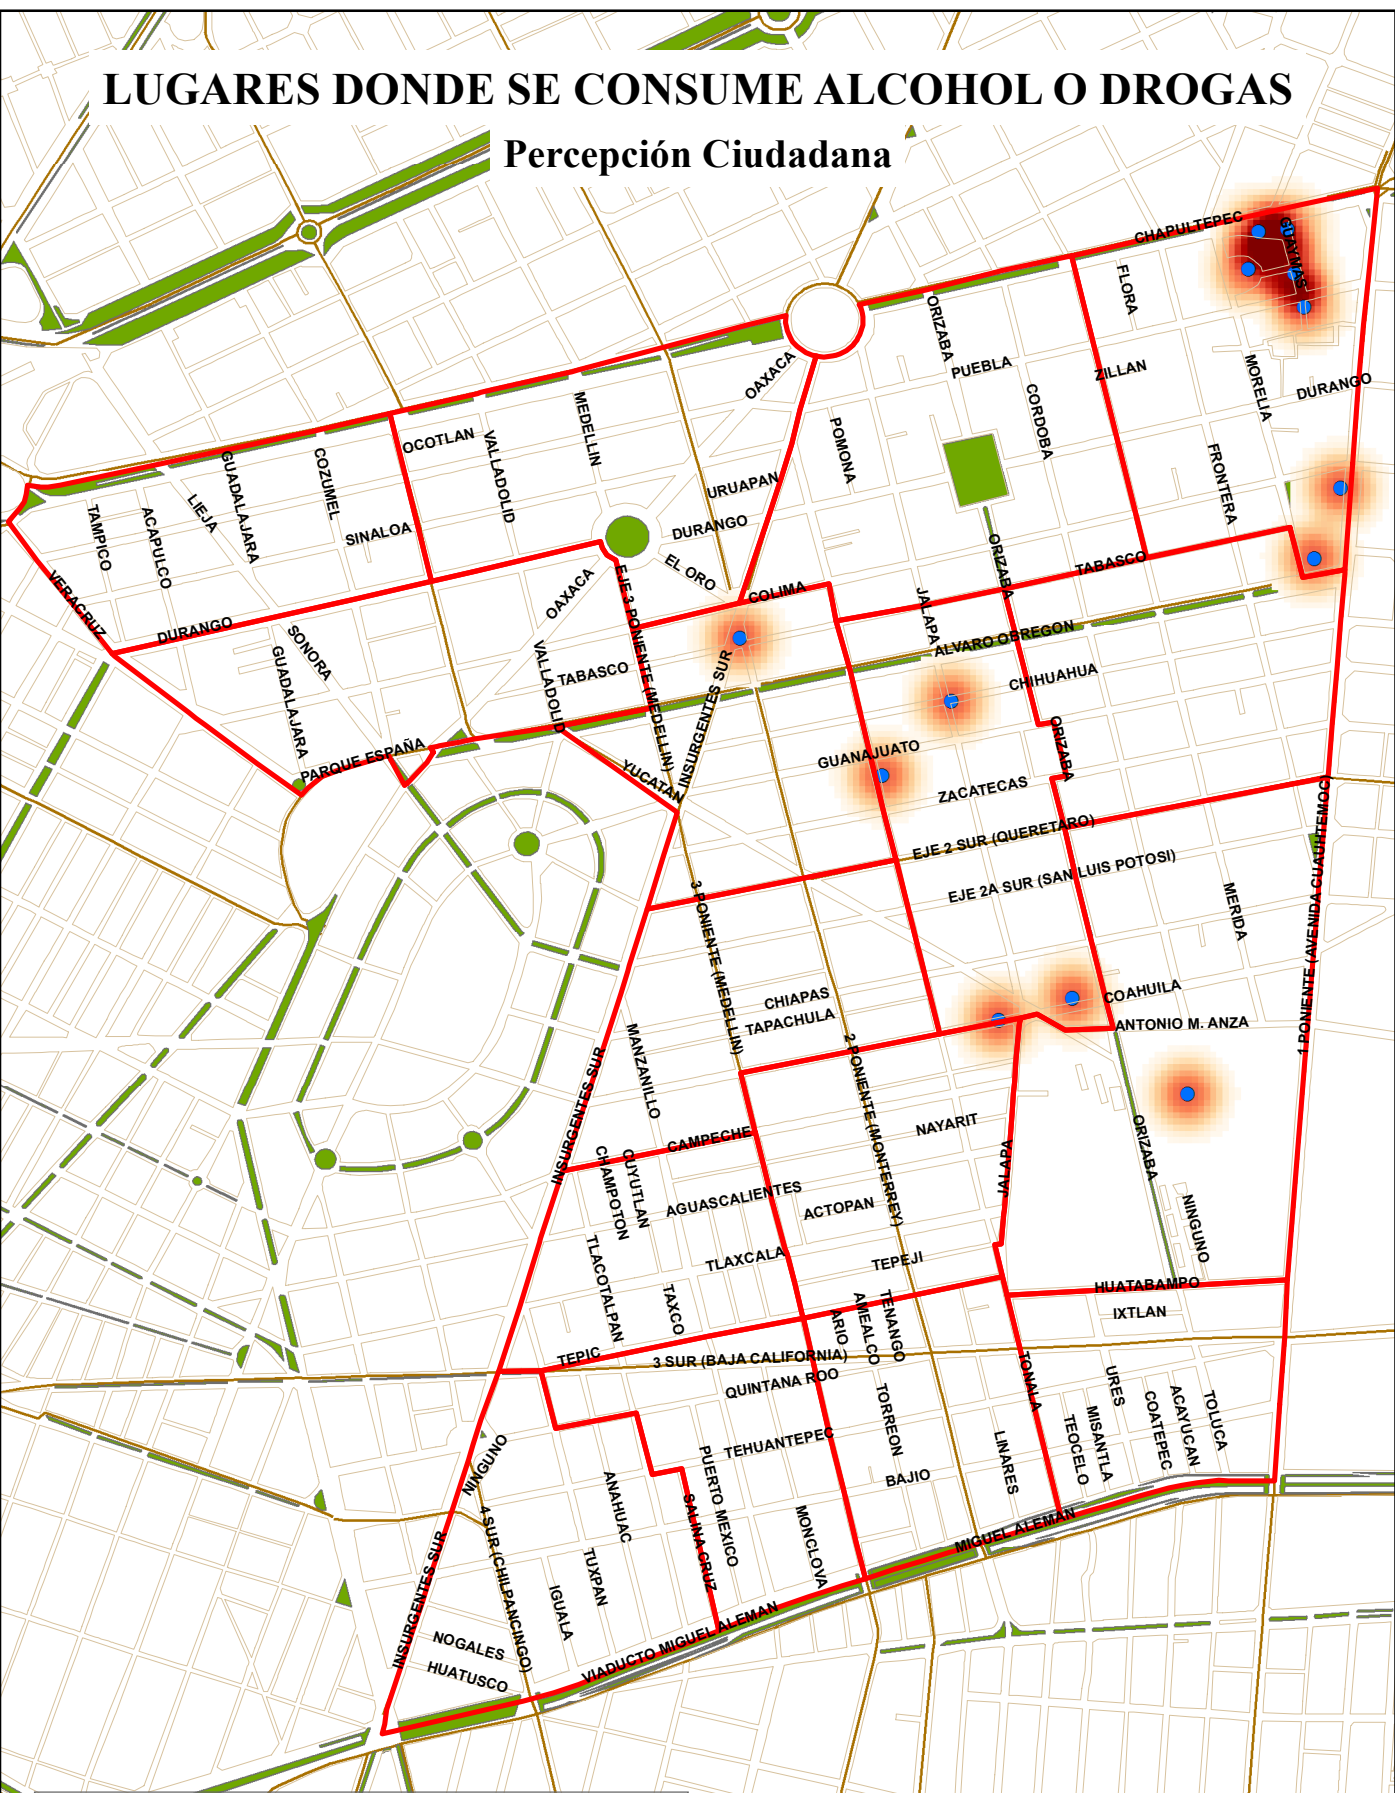 LUGARES DONDE SE CONSUME ALCOHOL O DROGAS
Percepción Ciudadana
CHAPULTEPEC
GUAYMAS
FLORA
ORIZABA
PUEBLA
ZILLAN
MORELIA
DURANGO
OAXACA
CORDOBA
MEDELLIN
OCOTLAN
VALLADOLID
POMONA
FRONTERA
GUADALAJARA
COZUMEL
URUAPAN
LIEJA
TAMPICO
ACAPULCO
SINALOA
DURANGO
EL ORO
ORIZABA
TABASCO
VERACRUZ
OAXACA
EJE 3 PONIENTE (MEDELLIN)
COLIMA
JALAPA
DURANGO
SONORA
ALVARO OBREGON
GUADALAJARA
VALLADOLID
TABASCO
INSURGENTES SUR
CHIHUAHUA
PARQUE ESPAÑA
YUCATAN
GUANAJUATO
ORIZABA
ZACATECAS
EJE 2 SUR (QUERETARO)
EJE 2A SUR (SAN LUIS POTOSI)
1 PONIENTE (AVENIDA CUAUHTEMOC)
3 PONIENTE (MEDELLIN)
MERIDA
CHIAPAS
TAPACHULA
COAHUILA
ANTONIO M. ANZA
MANZANILLO
2 PONIENTE (MONTERREY)
INSURGENTES SUR
NAYARIT
CAMPECHE
JALAPA
ORIZABA
CUYUTLAN
CHAMPOTON
AGUASCALIENTES
ACTOPAN
NINGUNO
TLACOTALPAN
TLAXCALA
TEPEJI
TAXCO
HUATABAMPO
IXTLAN
ARIO
AMEALCO
TENANGO
TEPIC
3 SUR (BAJA CALIFORNIA)
QUINTANA ROO
TONALA
URES
TORREON
MISANTLA
TEOCELO
COATEPEC
ACAYUCAN
TOLUCA
TEHUANTEPEC
LINARES
BAJIO
NINGUNO
ANAHUAC
PUERTO MEXICO
SALINA CRUZ
MONCLOVA
4 SUR (CHILPANCINGO)
MIGUEL ALEMAN
INSURGENTES SUR
TUXPAN
IGUALA
NOGALES
HUATUSCO
VIADUCTO MIGUEL ALEMAN